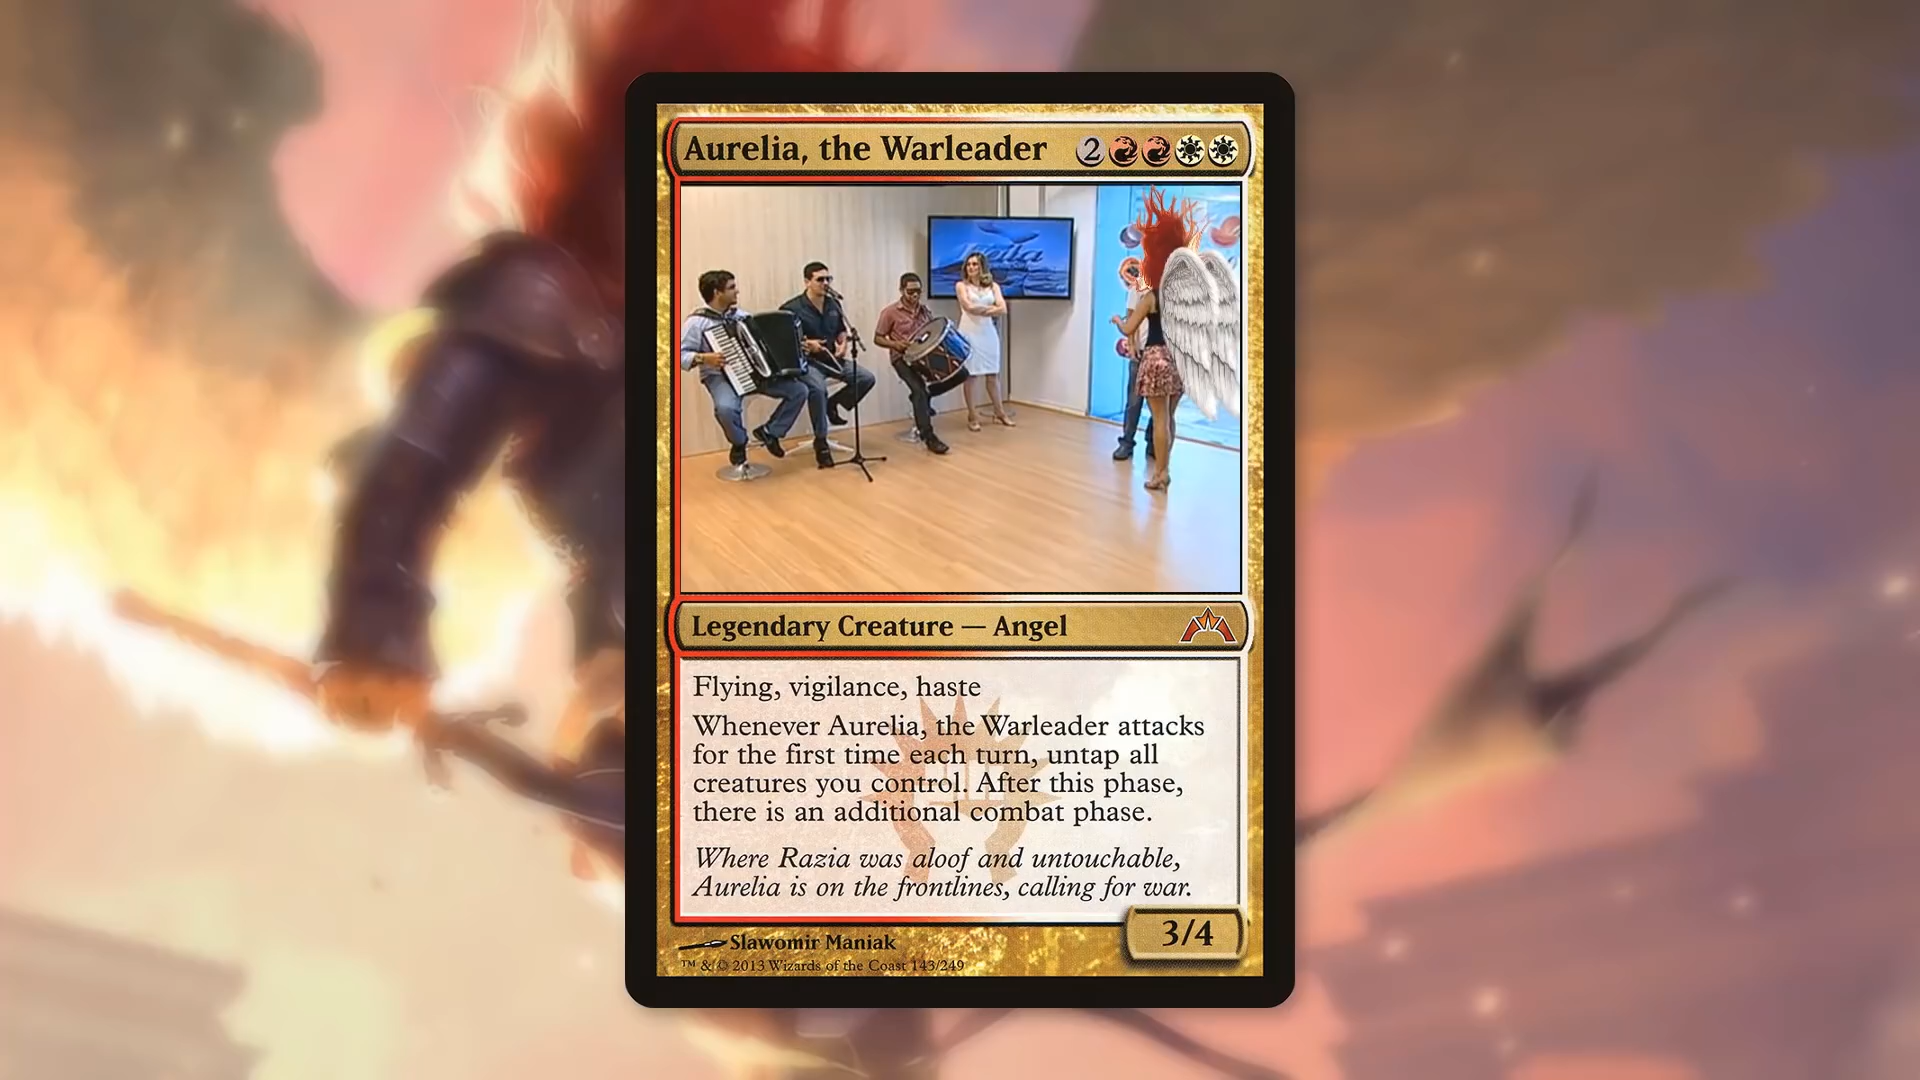 Aurelia, the Warleader 2
Legendary Creature — Angel
Flying, vigilance, haste
Whenever Aurelia, the Warleader attacks
for the first time each turn, untap all
creatures you control. After this phase,
there is an additional combat phase.
Where Razia was aloof and untouchable,
Aurelia is on the frontlines, calling for war.
3/4
Slawomir Maniak
™ & © 2013 Wizards of the Coast 143/249